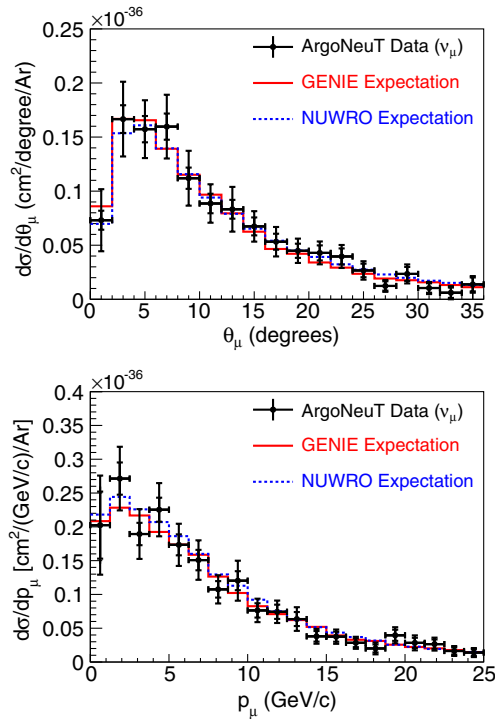 ×10⁻³⁶
ArgoNeuT Data (νμ)
GENIE Expectation
NUWRO Expectation
dσ/dθμ (cm²/degree/Ar)
0.25
0.2
0.15
0.1
0.05
0
0 5 10 15 20 25 30 35
θμ (degrees)
×10⁻³⁶
ArgoNeuT Data (νμ)
GENIE Expectation
NUWRO Expectation
dσ/dpμ [cm²/(GeV/c)/Ar]
0.4
0.35
0.3
0.25
0.2
0.15
0.1
0.05
0
0 5 10 15 20 25
pμ (GeV/c)